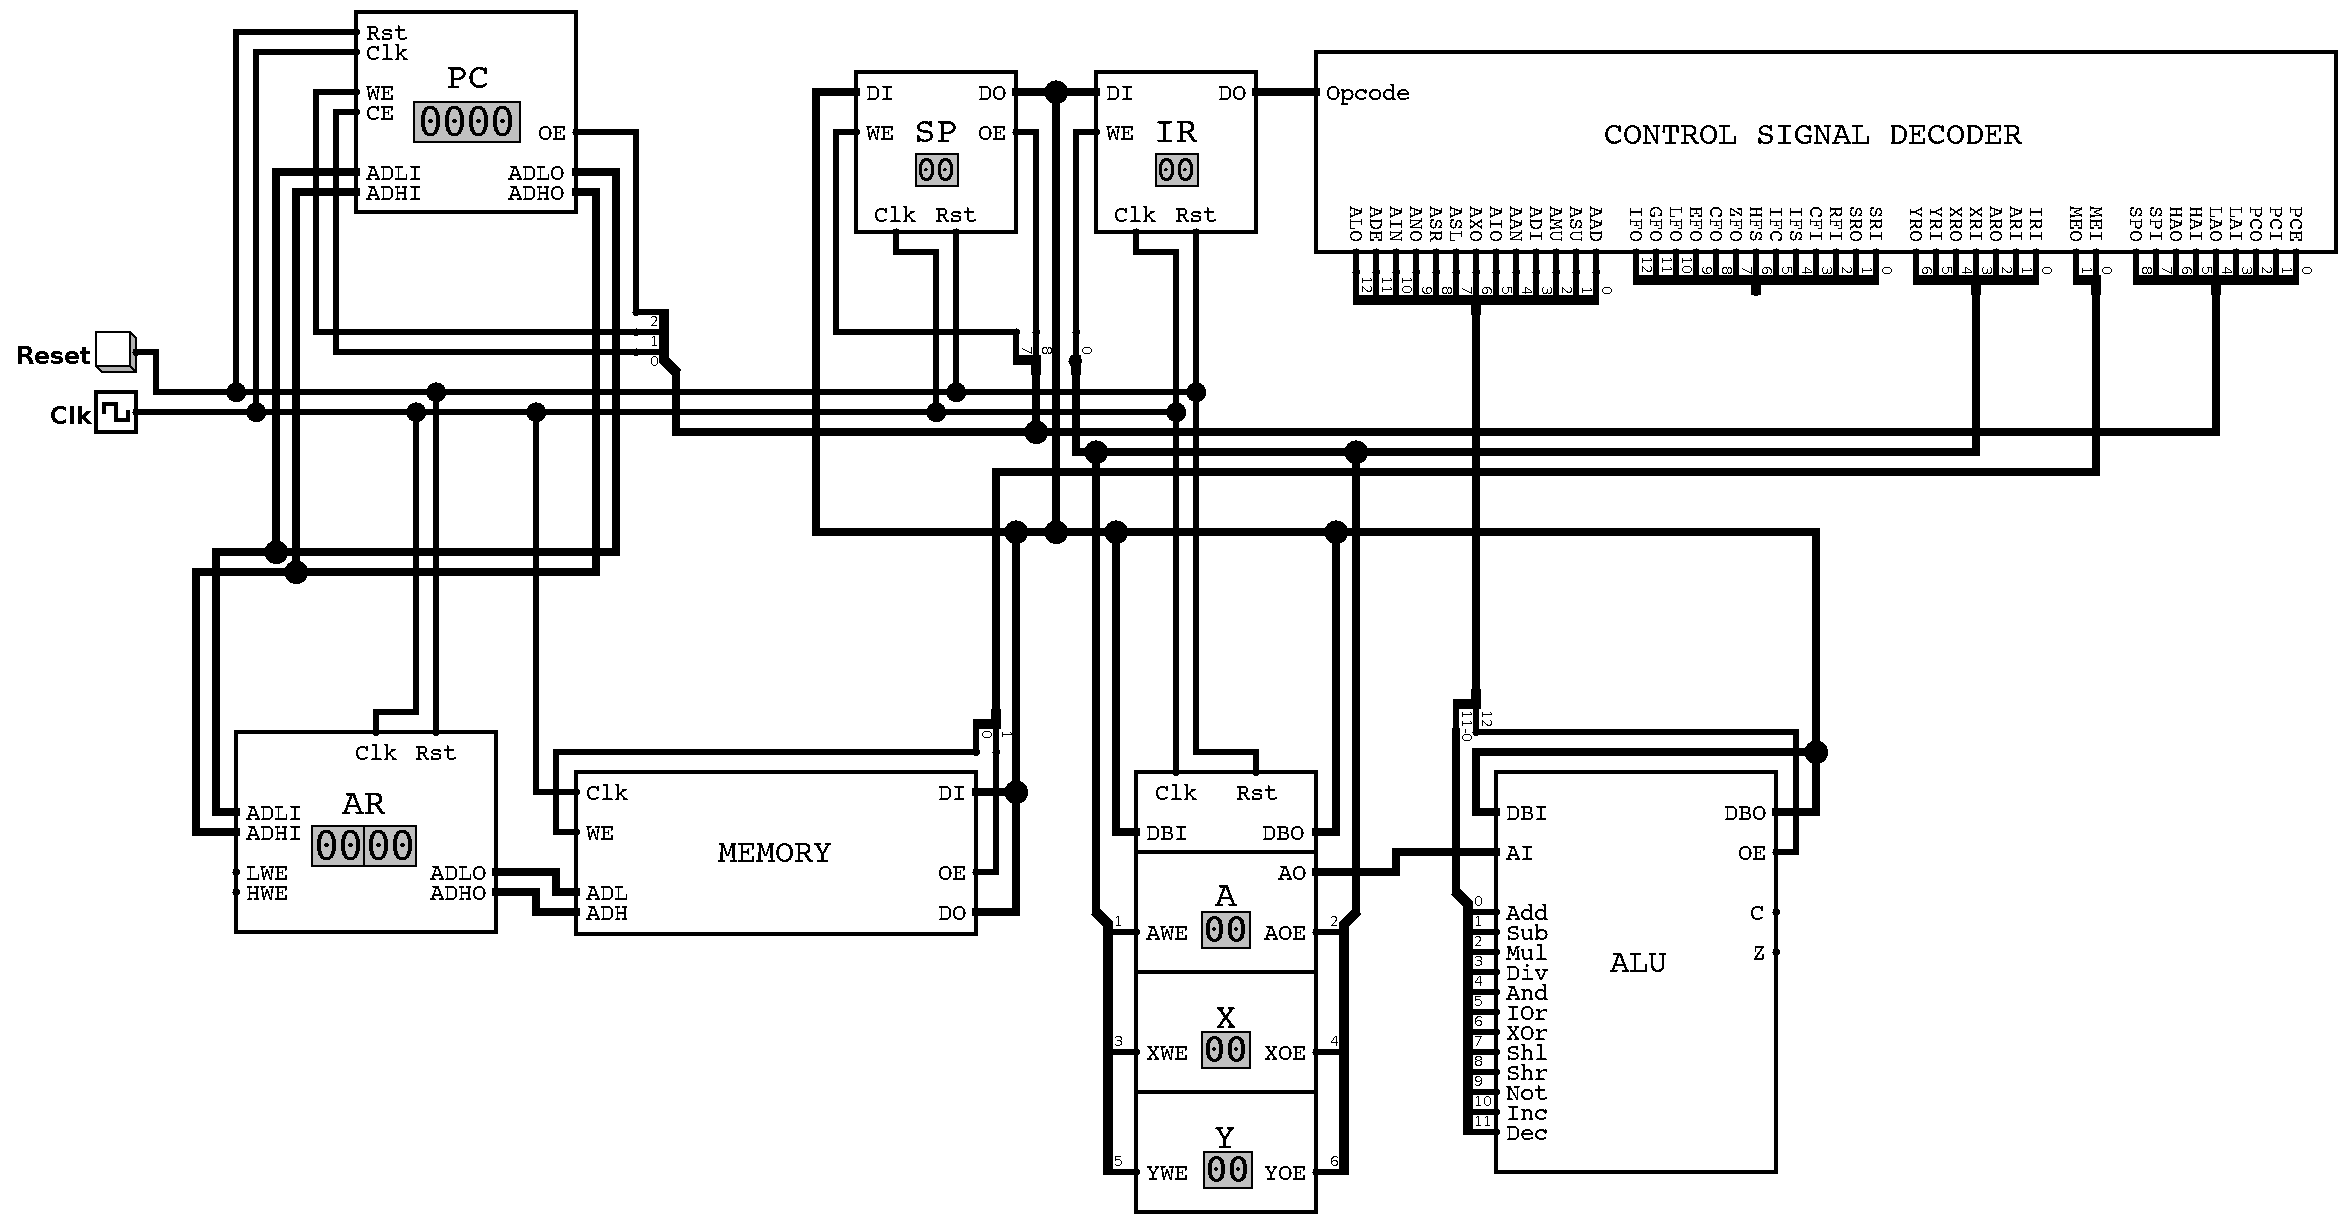 Rst
Clk
PC
WE
CE
0000
OE
ADLI
ADHI
ADLO
ADHO
DI
DO
SP
WE
OE
00
Clk Rst
DI
DO
IR
WE
00
Clk Rst
Opcode
CONTROL SIGNAL DECODER
ALO
ADE
AIN
ANO
ASR
ASL
AXO
AIO
AAN
ADI
AMU
ASU
AAD
IFO
GFO
LFO
EFO
CFO
ZFO
HFS
IFC
IFS
CFI
RFI
SRO
SRI
YRO
YRI
XRO
XRI
ARO
ARI
IRI
MEO
MEI
SPO
SPI
HAO
HAI
LAO
LAI
PCO
PCI
PCE
12 11 10 9 8 7 6 5 4 3 2 1 0
12 11 10 9 8 7 6 5 4 3 2 1 0
6 5 4 3 2 1 0
1 0
8 7 6 5 4 3 2 1 0
2
1
0
7 8
0
Reset
Clk
Clk Rst
AR
ADLI
ADHI
0000
LWE
HWE
ADLO
ADHO
0 1
Clk
DI
WE
MEMORY
OE
ADL
ADH
DO
Clk Rst
DBI
DBO
AO
A
1
AWE
00
AOE
2
X
3
XWE
00
XOE
4
Y
5
YWE
00
YOE
6
11-0
12
DBI
DBO
AI
OE
0
Add
C
1
Sub
2
Mul
Z
3
Div
ALU
4
And
5
IOr
6
XOr
7
Shl
8
Shr
9
Not
10
Inc
11
Dec